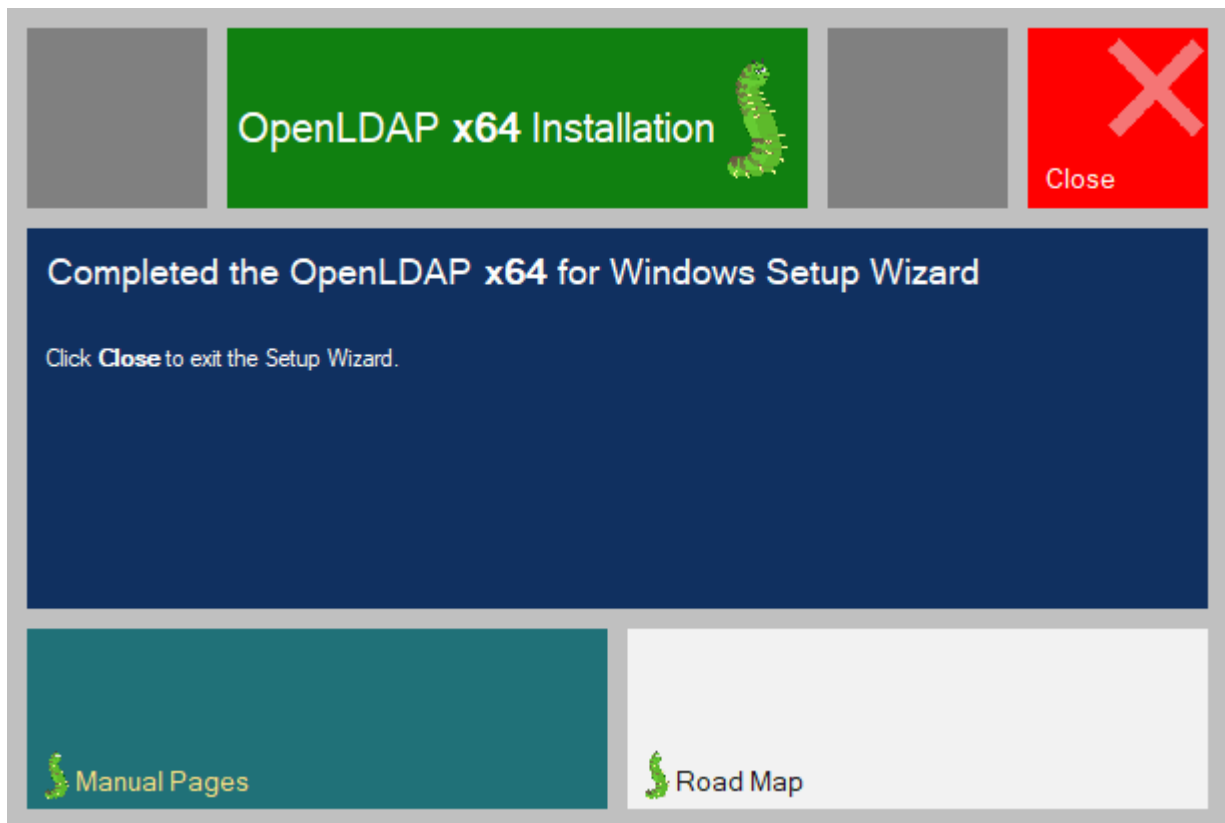 OpenLDAP x64 Installation
Close
Completed the OpenLDAP x64 for Windows Setup Wizard
Click Close to exit the Setup Wizard.
Manual Pages
Road Map